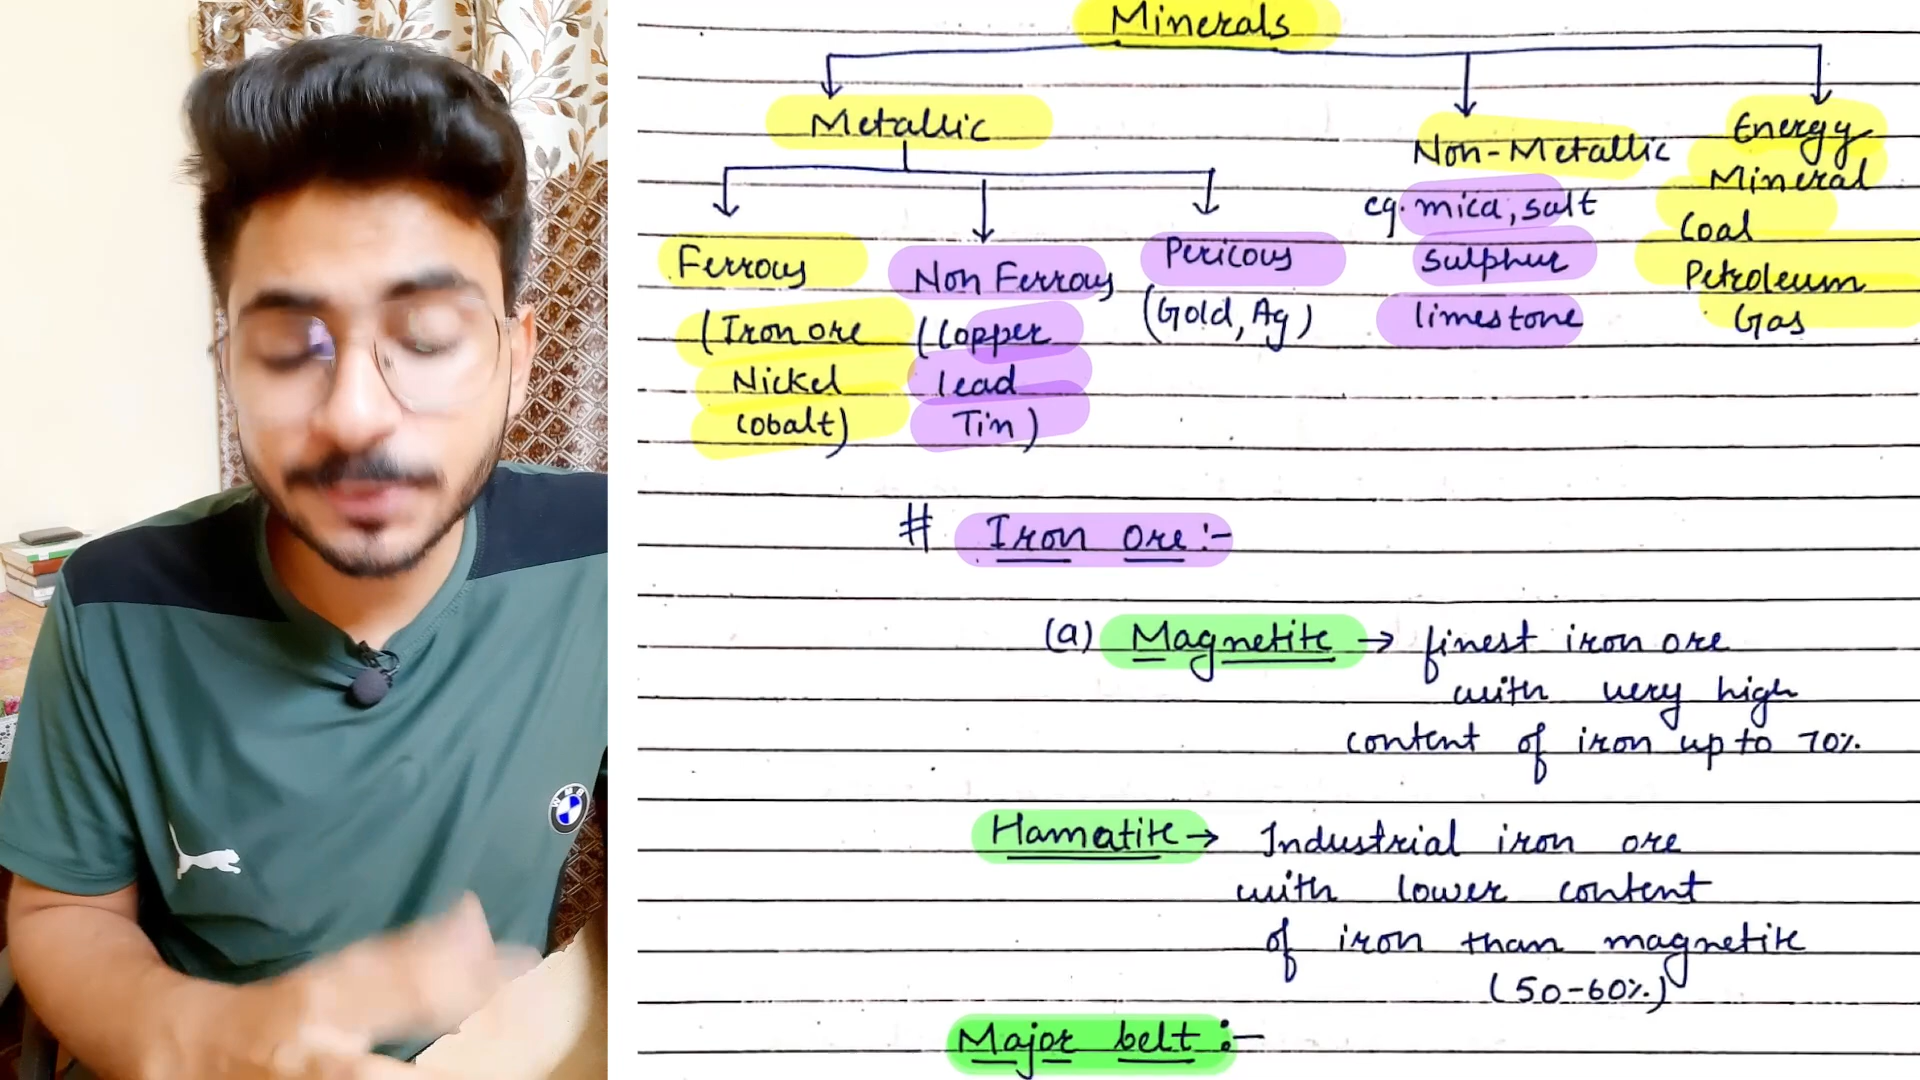 Minerals
Metallic
Non-Metallic
eg. mica, salt
sulphur
limestone
Energy
Mineral
Coal
Petroleum
Gas
Ferrous
(Iron ore
Nickel
Cobalt)
Non Ferrous
(Copper
lead
Tin)
Pericous
(Gold, Ag)
# Iron Ore :-
(a) Magnetite → finest iron ore
with very high
content of iron up to 70%.
Hamatite → Industrial iron ore
with lower content
of iron than magnetite
(50-60%.)
Major belt :-
BMW